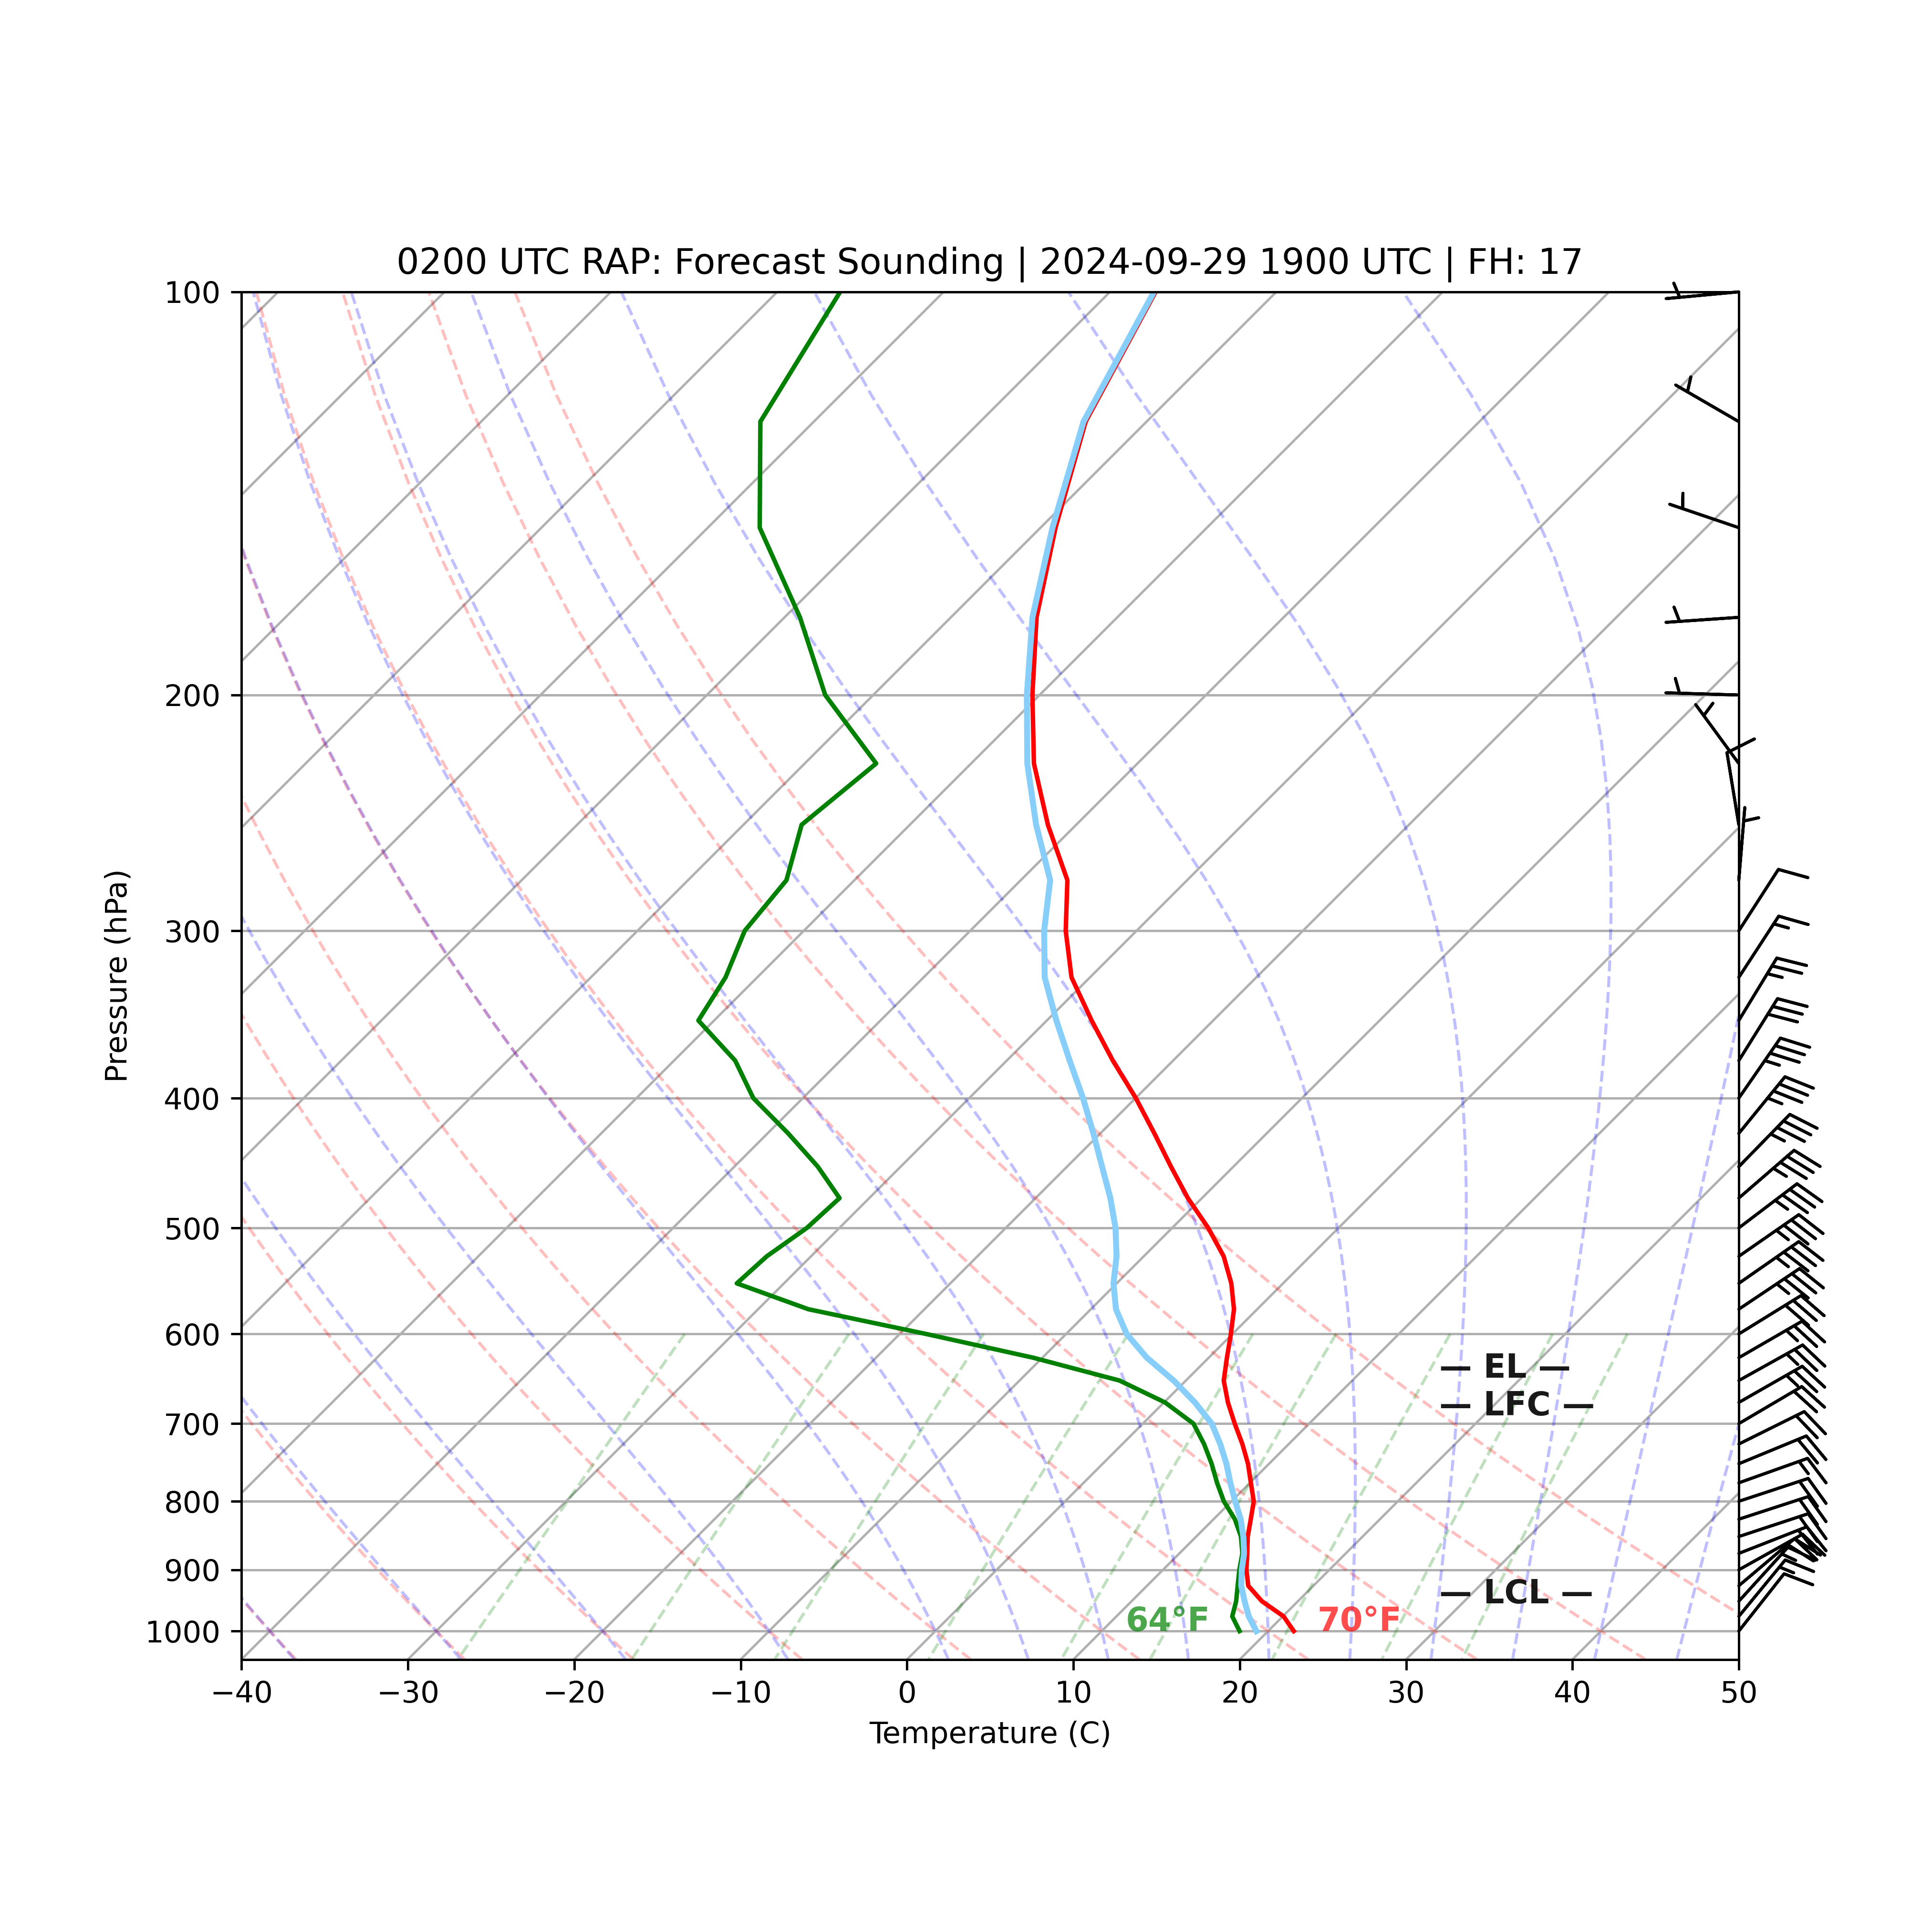 0200 UTC RAP: Forecast Sounding | 2024-09-29 1900 UTC | FH: 17
100
200
300
400
500
600
700
800
900
1000
Pressure (hPa)
— EL —
— LFC —
— LCL —
64°F
70°F
−40
−30
−20
−10
0
10
20
30
40
50
Temperature (C)